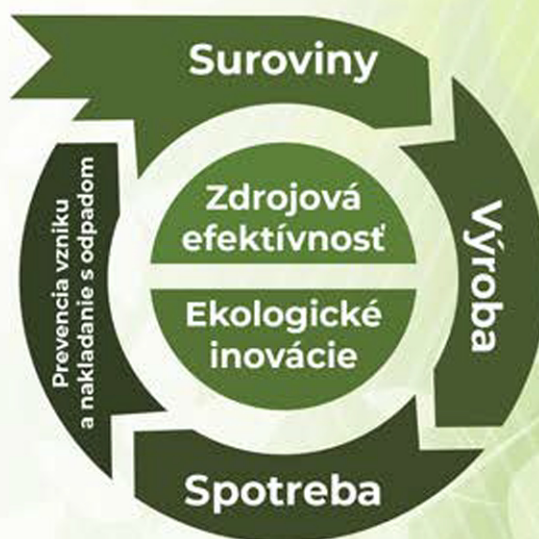 Suroviny
Výroba
Spotreba
Prevencia vzniku
a nakladanie s odpadom
Zdrojová
efektívnosť
Ekologické
inovácie